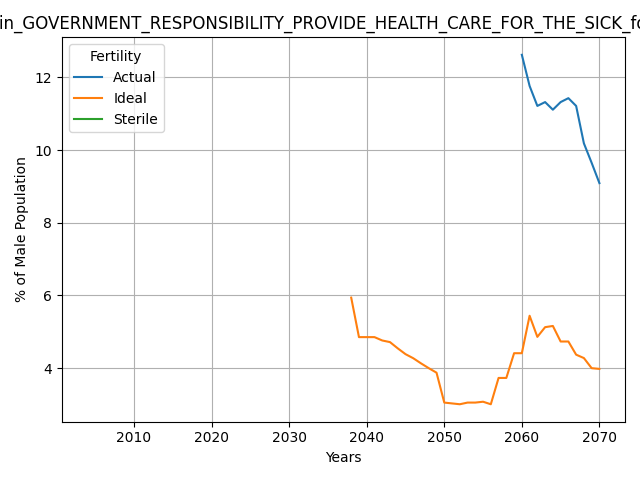 in_GOVERNMENT_RESPONSIBILITY_PROVIDE_HEALTH_CARE_FOR_THE_SICK_fo
Fertility
Actual
Ideal
Sterile
% of Male Population
12
10
8
6
4
2010 2020 2030 2040 2050 2060 2070
Years